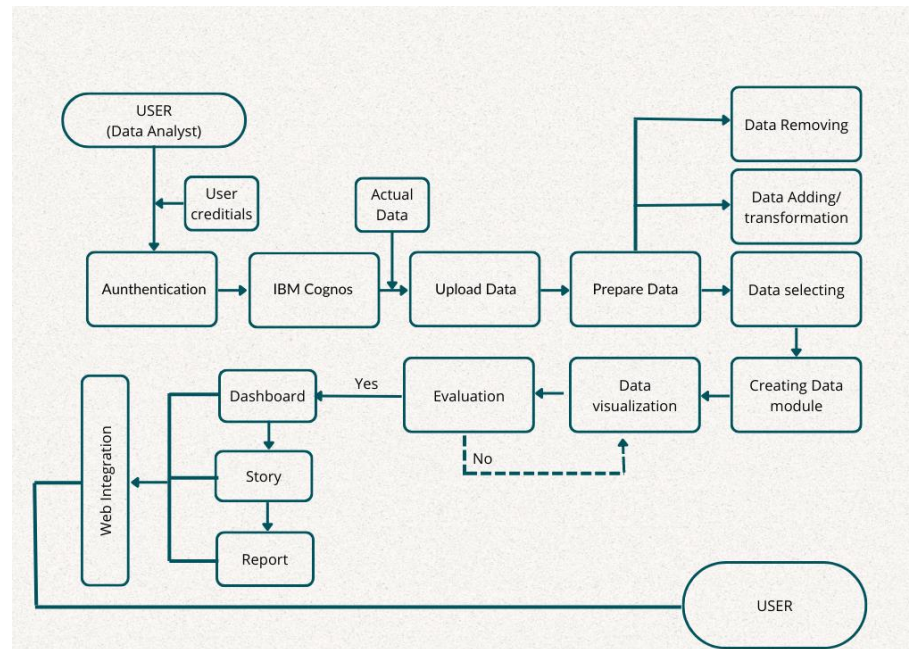 USER
(Data Analyst)
User
creditials
Actual
Data
Data Removing
Data Adding/
transformation
Aunthentication
IBM Cognos
Upload Data
Prepare Data
Data selecting
Creating Data
module
Data
visualization
Evaluation
Yes
No
Dashboard
Story
Report
Web Integration
USER